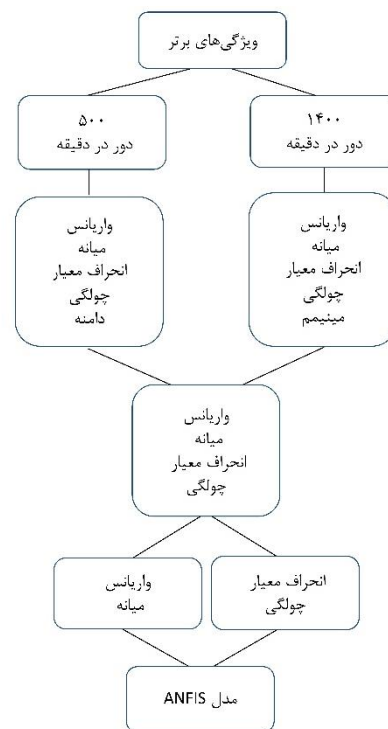 ویژگی‌های برتر
۱۴۰۰
دور در دقیقه
۵۰۰
دور در دقیقه
واریانس
میانه
انحراف معیار
چولگی
مینیمم
واریانس
میانه
انحراف معیار
چولگی
دامنه
واریانس
میانه
انحراف معیار
چولگی
انحراف معیار
چولگی
واریانس
میانه
مدل ANFIS